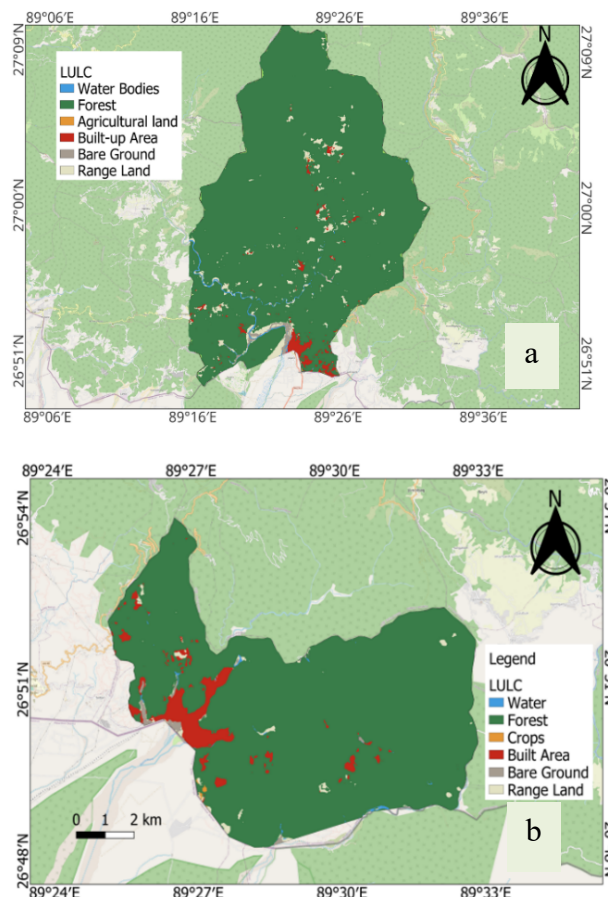 89°06'E 89°16'E 89°26'E 89°36'E
27°09'N
27°09'N
N
LULC
Water Bodies
Forest
Agricultural land
Built-up Area
Bare Ground
Range Land
27°00'N
27°00'N
26°51'N
26°51'N
a
89°06'E 89°16'E 89°26'E 89°36'E
89°24'E 89°27'E 89°30'E 89°33'E
26°54'N
N
26°51'N
Legend
LULC
Water
Forest
Crops
Built Area
Bare Ground
Range Land
0 1 2 km
b
26°48'N
89°24'E 89°27'E 89°30'E 89°33'E